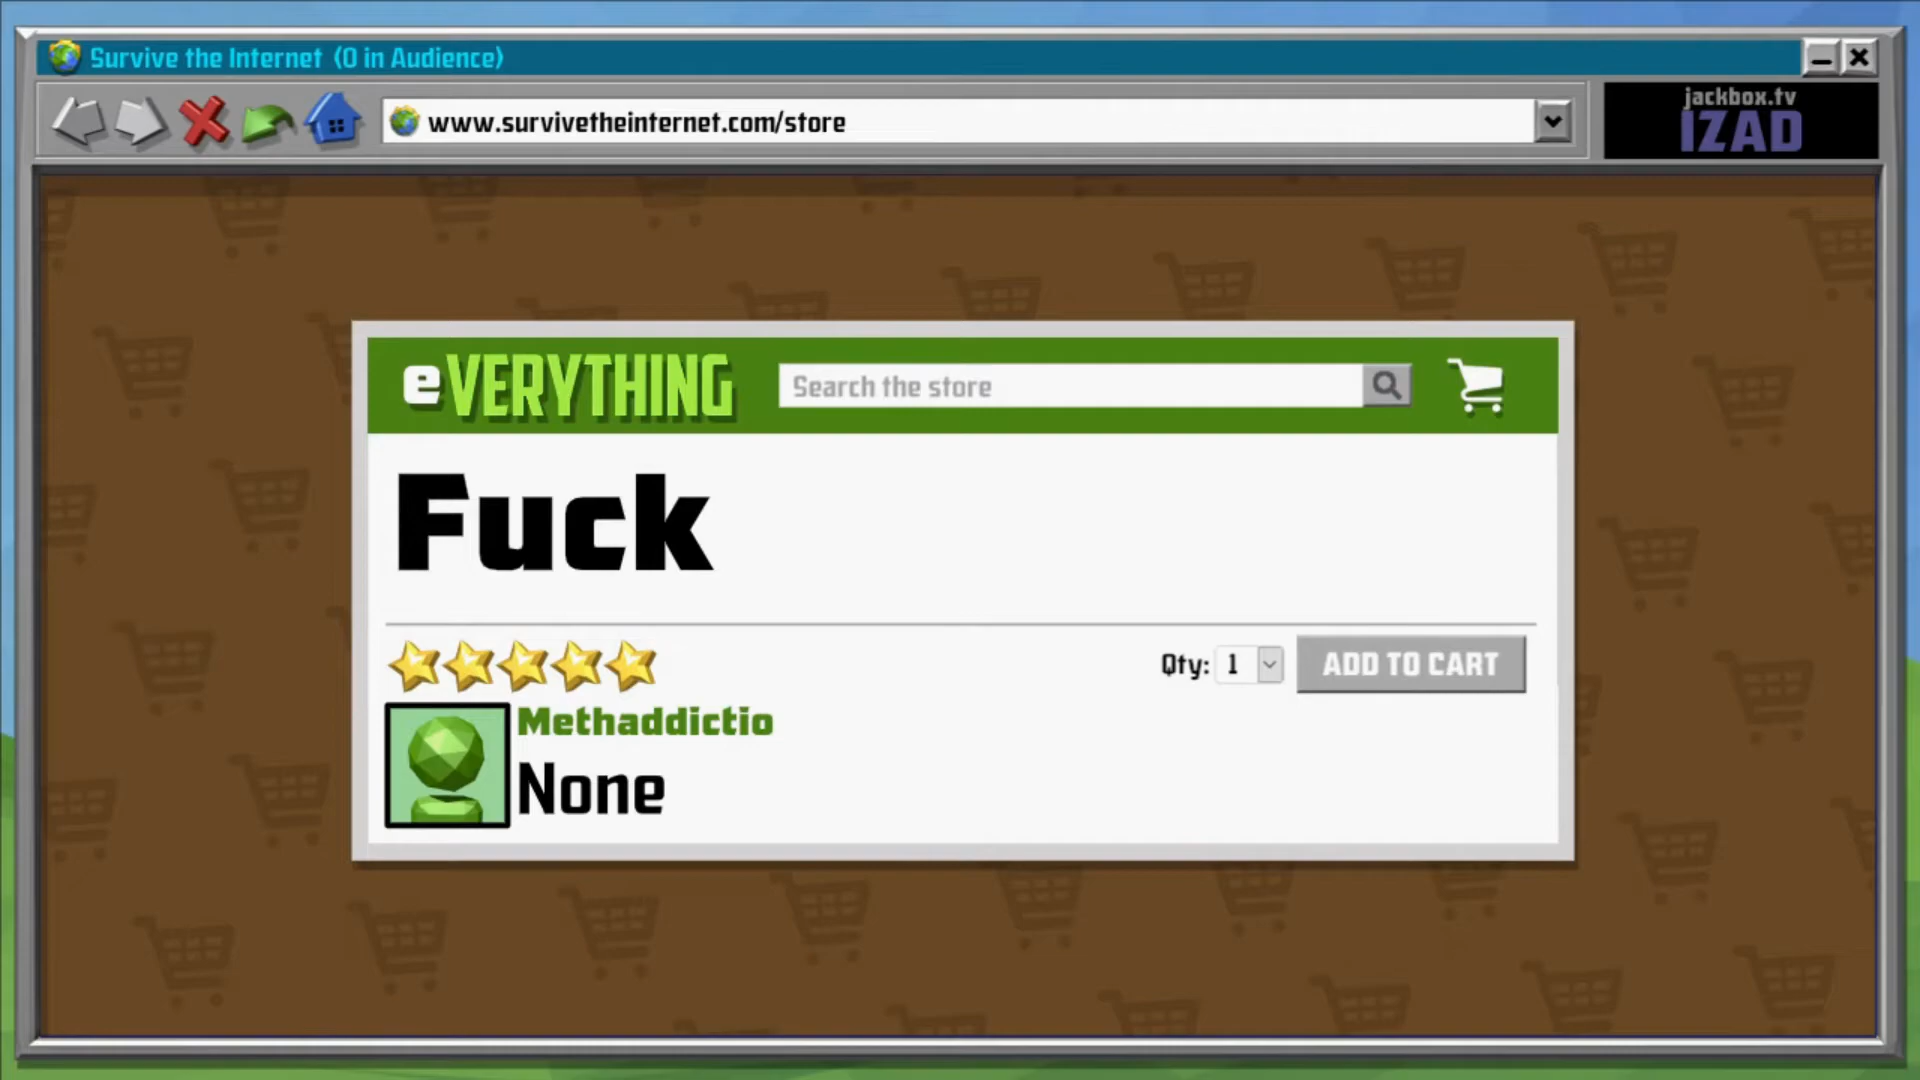 Survive the Internet (0 in Audience)
www.survivetheinternet.com/store
jackbox.tv
IZAD
eVERYTHING
Search the store
Fuck
Qty: 1
ADD TO CART
Methaddictio
None